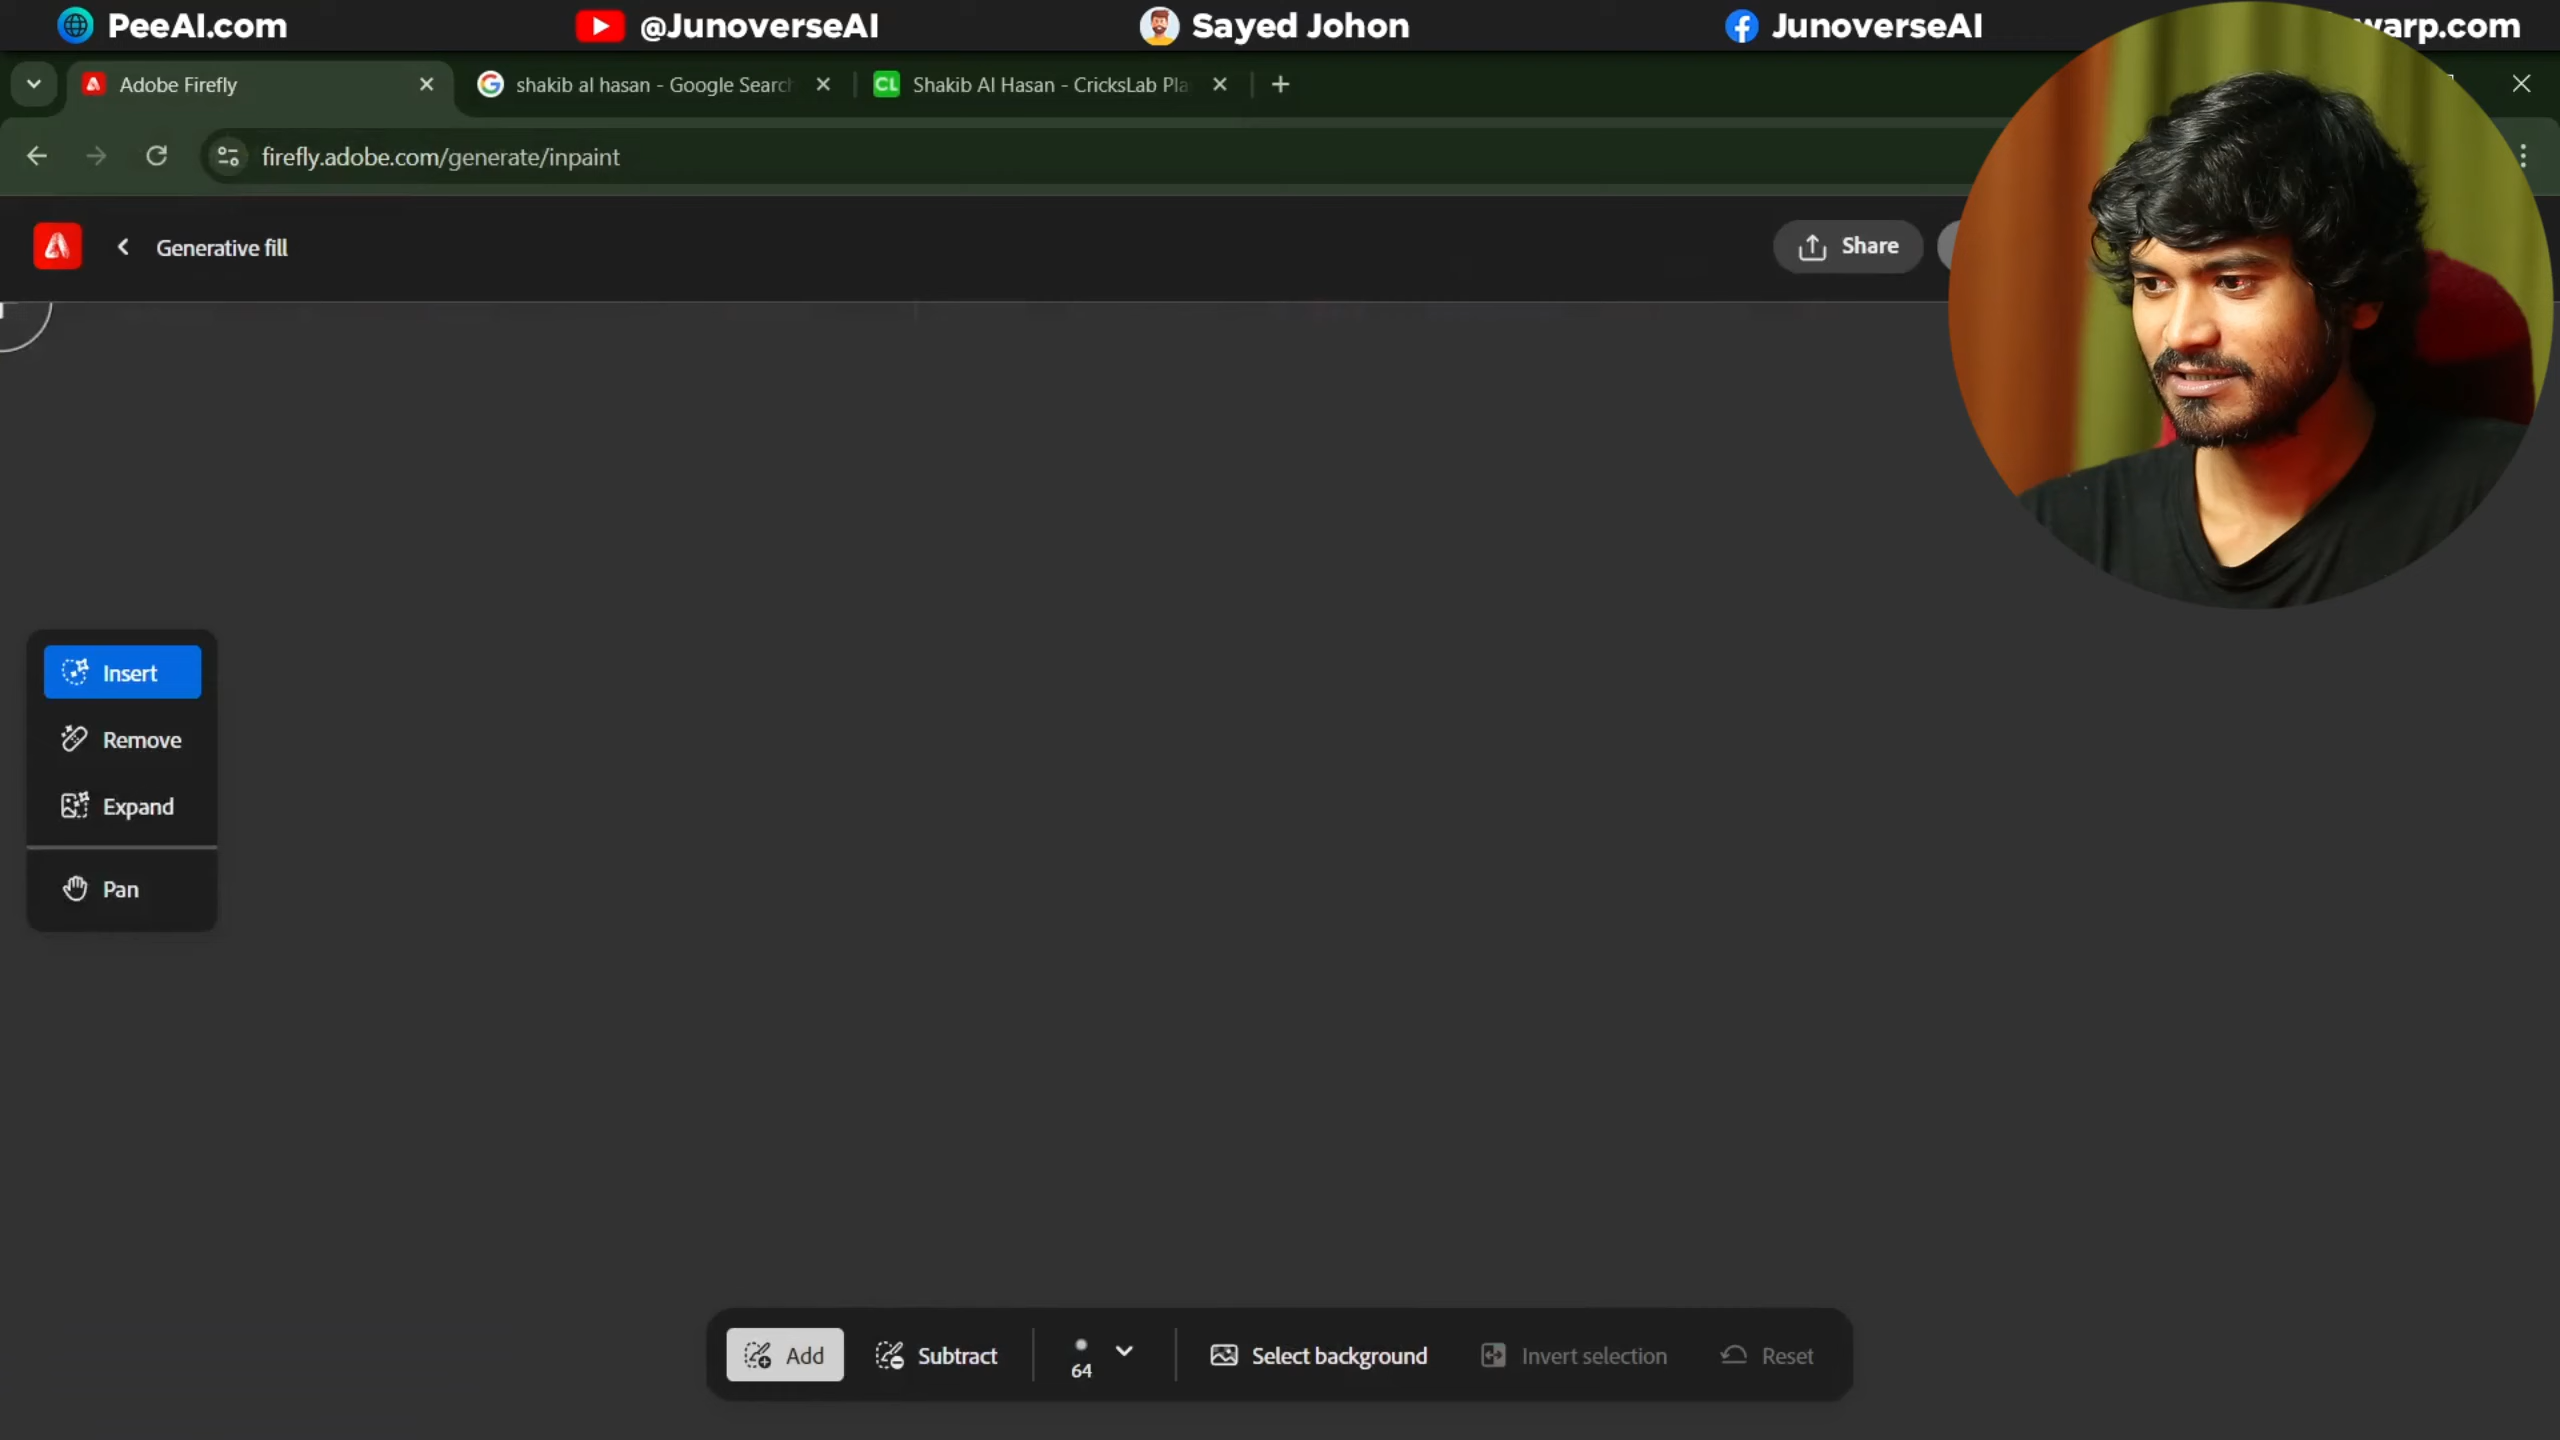 PeeAI.com @JunoverseAI Sayed Johon JunoverseAI warp.com
Adobe Firefly shakib al hasan - Google Search CL Shakib Al Hasan - CricksLab Pla
firefly.adobe.com/generate/inpaint
Generative fill Share
Insert
Remove
Expand
Pan
Add Subtract 64 Select background Invert selection Reset